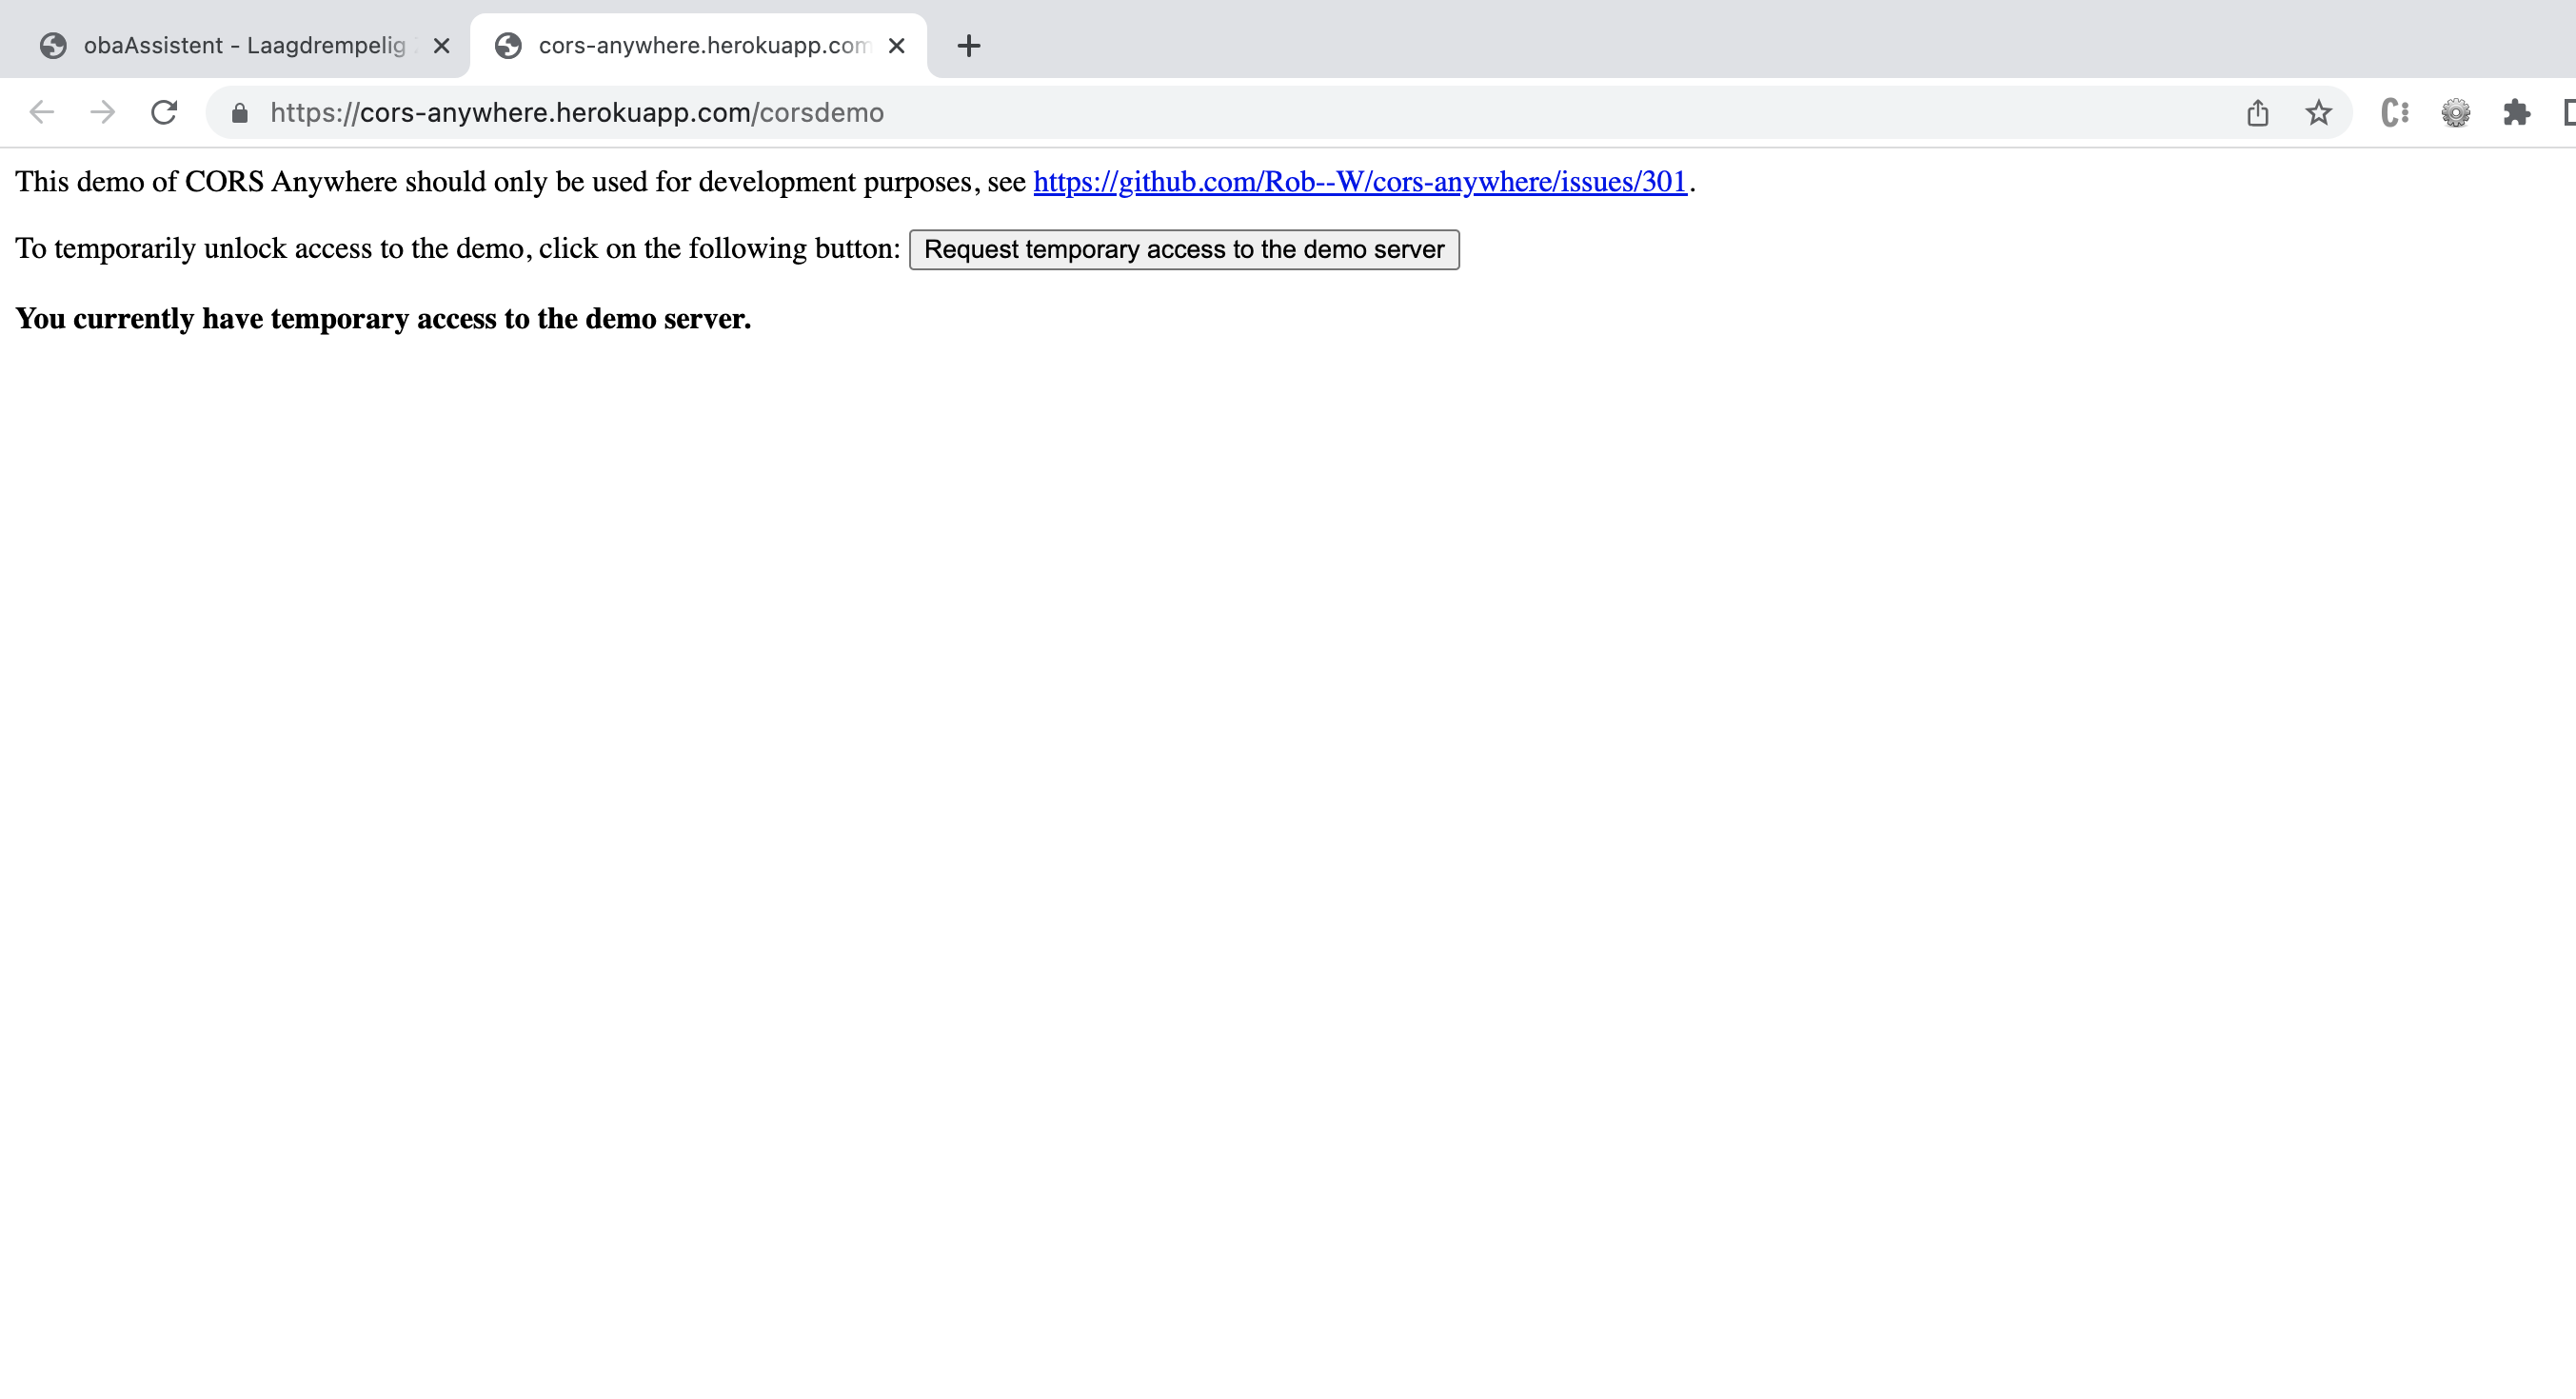 obaAssistent - Laagdrempelig
cors-anywhere.herokuapp.com
https://cors-anywhere.herokuapp.com/corsdemo
This demo of CORS Anywhere should only be used for development purposes, see https://github.com/Rob--W/cors-anywhere/issues/301.
To temporarily unlock access to the demo, click on the following button: Request temporary access to the demo server
You currently have temporary access to the demo server.